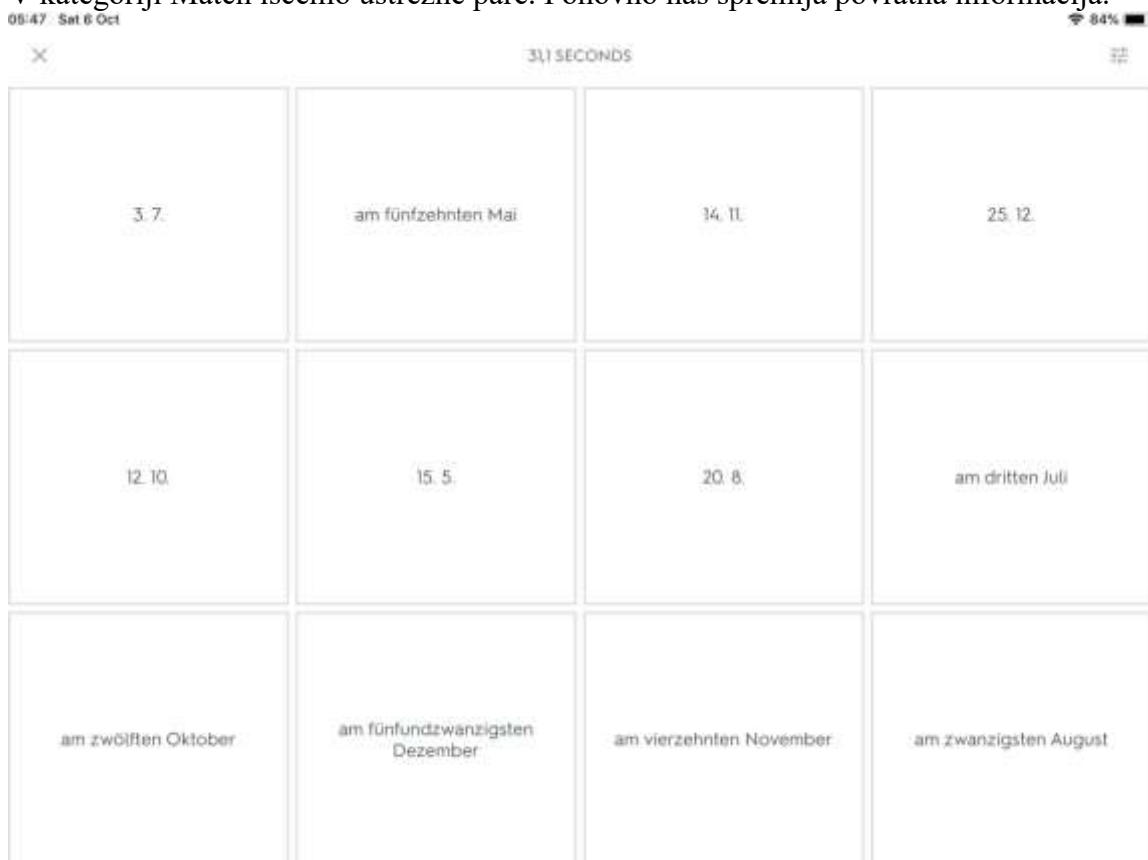 V kategoriji Match iščemo ustrezne pare. Ponovno nas spremlja povratna informacija.
05:47 Sat 6 Oct
84%
31,1 SECONDS
3. 7.
am fünfzehnten Mai
14. 11.
25. 12.
12. 10.
15. 5.
20. 8.
am dritten Juli
am zwölften Oktober
am fünfundzwanzigsten
Dezember
am vierzehnten November
am zwanzigsten August